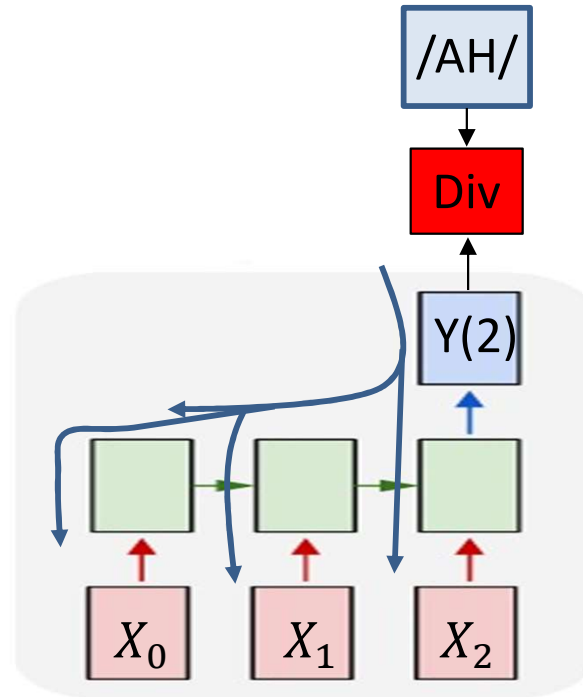 /AH/
Div
Y(2)
X₀ X₁ X₂